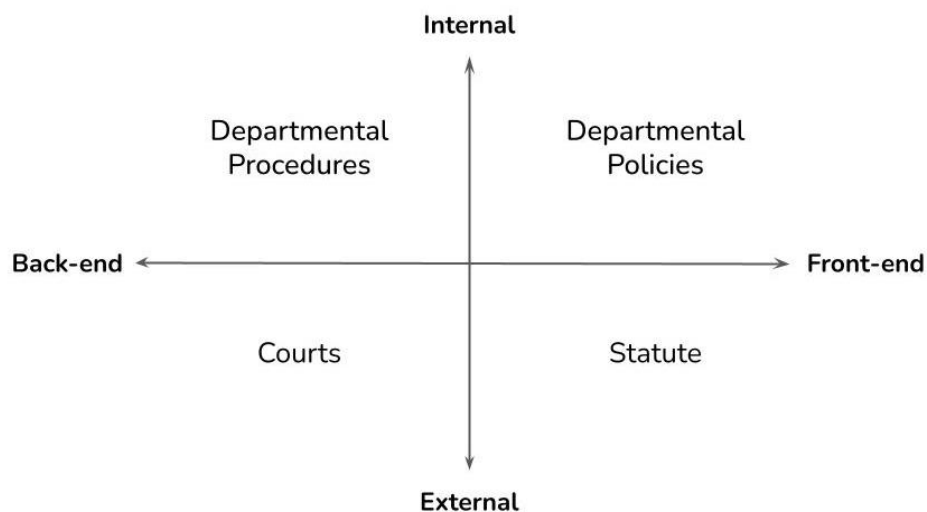 Internal
Departmental
Procedures
Departmental
Policies
Back-end
Front-end
Courts
Statute
External